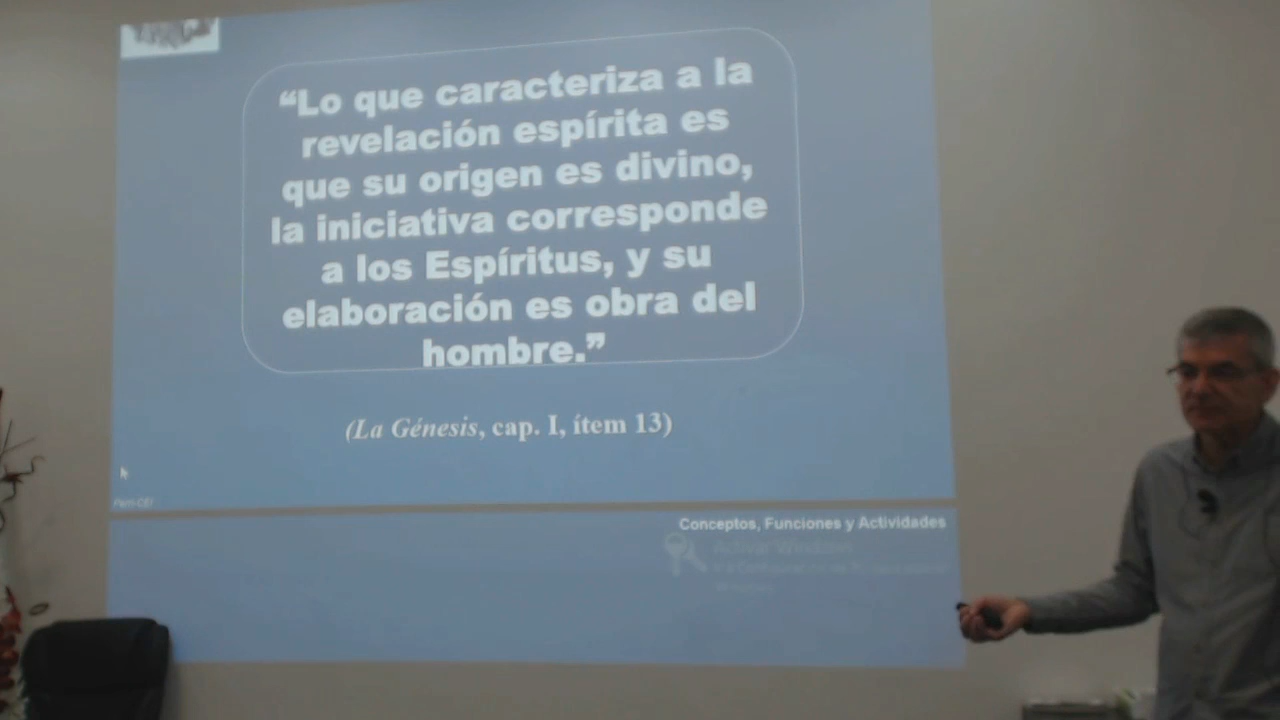 “Lo que caracteriza a la
revelación espírita es
que su origen es divino,
la iniciativa corresponde
a los Espíritus, y su
elaboración es obra del
hombre.”
(La Génesis, cap. I, ítem 13)
Conceptos, Funciones y Actividades
Activar Windows